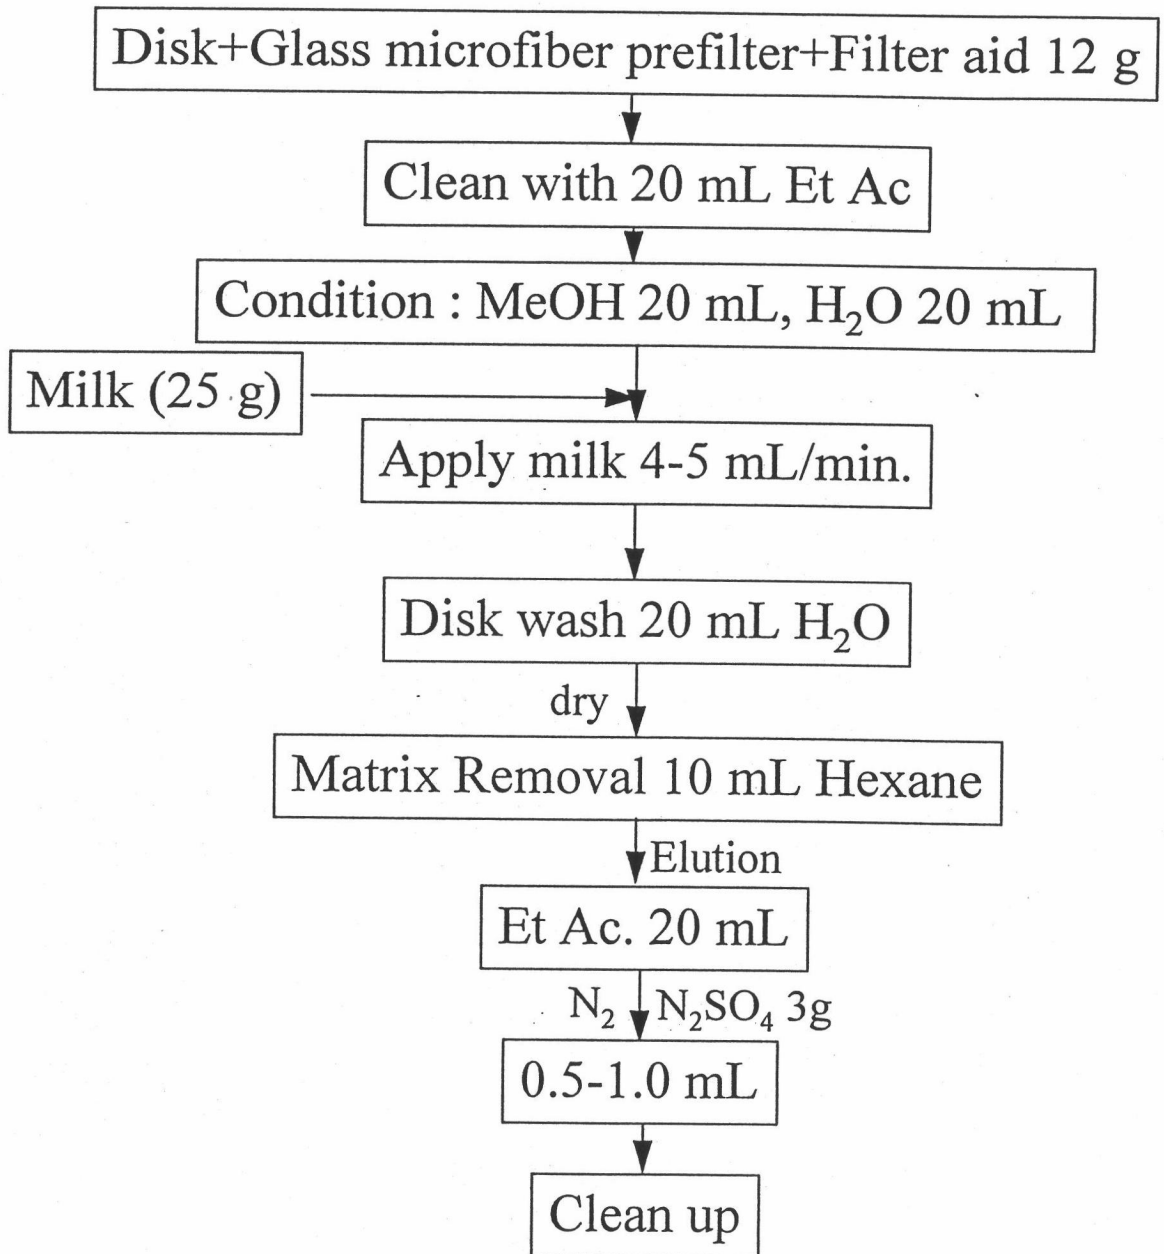 Disk+Glass microfiber prefilter+Filter aid 12 g
Clean with 20 mL Et Ac
Condition : MeOH 20 mL, H₂O 20 mL
Milk (25 g)
Apply milk 4-5 mL/min.
Disk wash 20 mL H₂O
dry
Matrix Removal 10 mL Hexane
Elution
Et Ac. 20 mL
N₂ N₂SO₄ 3g
0.5-1.0 mL
Clean up